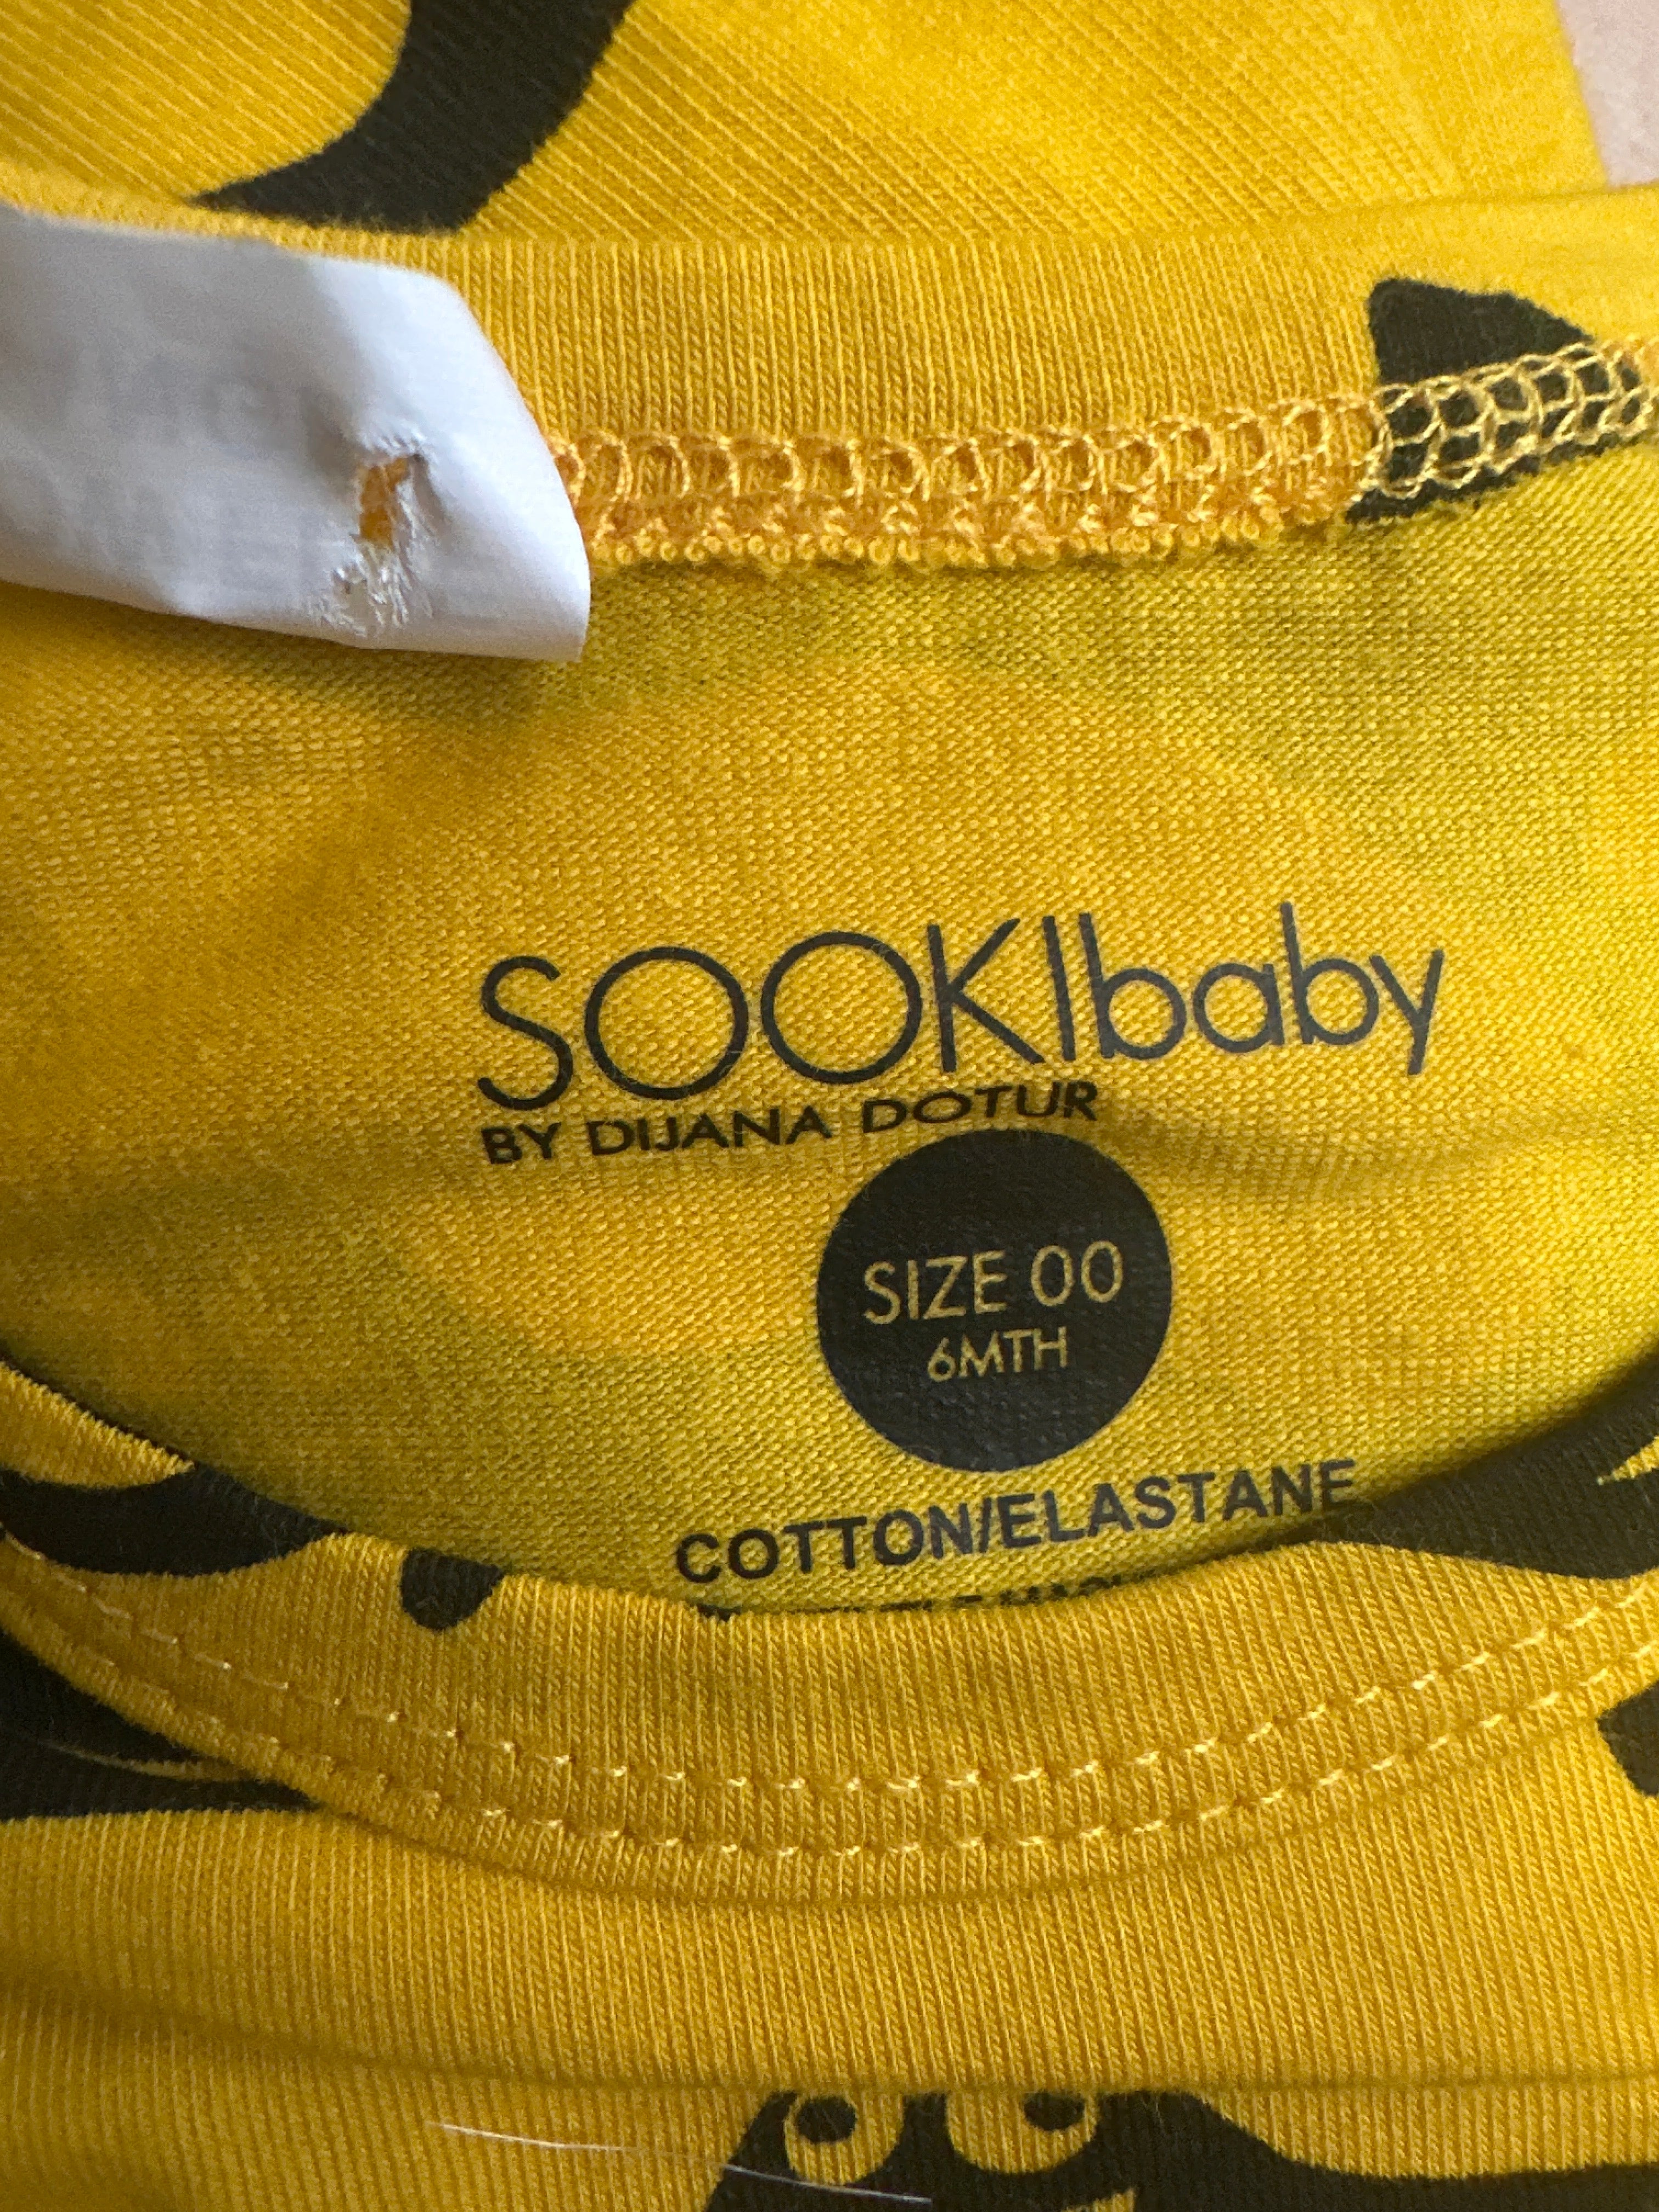 SOOKIbaby
BY DIJANA DOTUR
SIZE 00
6MTH
COTTON/ELASTANE